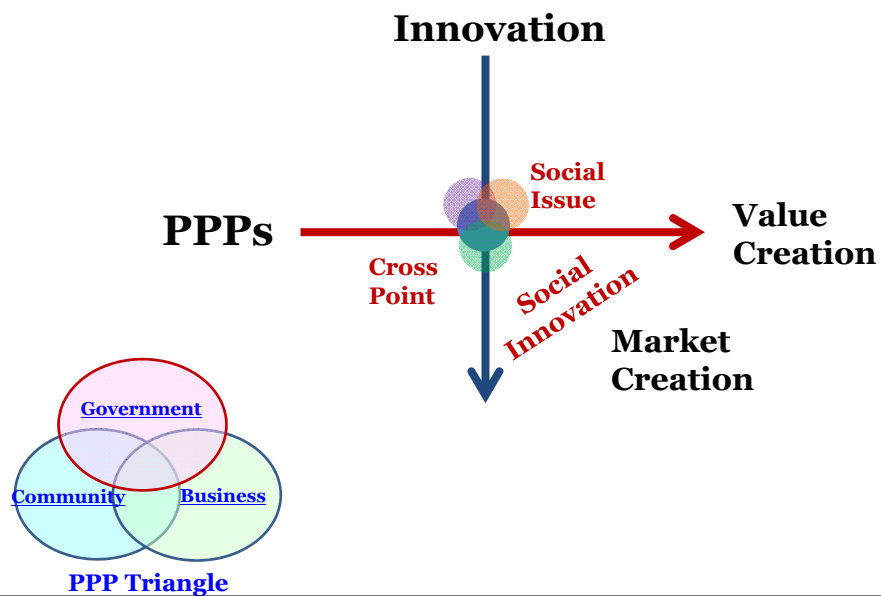 Innovation
Social
Issue
PPPs
Value
Creation
Cross
Point
Social
Innovation
Market
Creation
Government
Community
Business
PPP Triangle